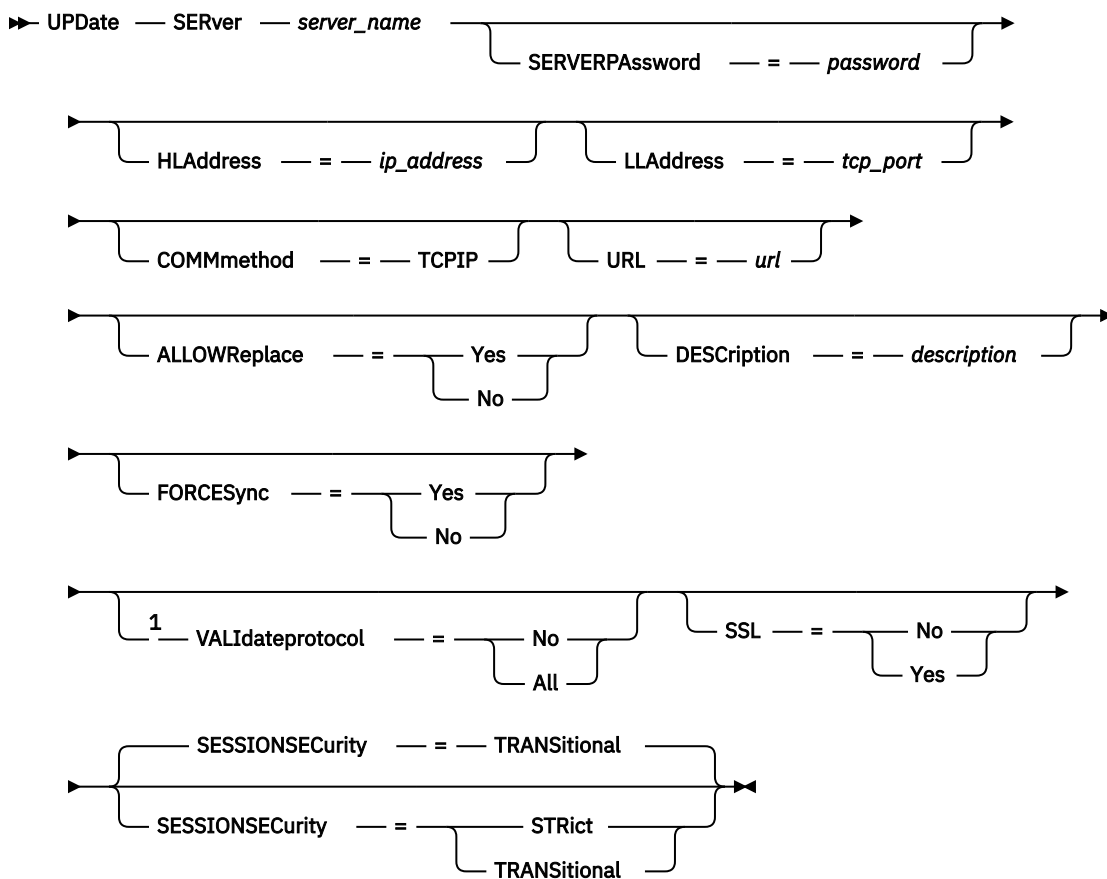 UPDate SERver server_name
SERVERPAssword = password
HLAddress = ip_address LLAddress = tcp_port
COMMmethod = TCPIP URL = url
ALLOWReplace = Yes DESCription = description
No
FORCESync = Yes
No
1 VALIdateprotocol = No SSL = No
All Yes
SESSIONSECurity = TRANSitional
SESSIONSECurity = STRict
TRANSitional